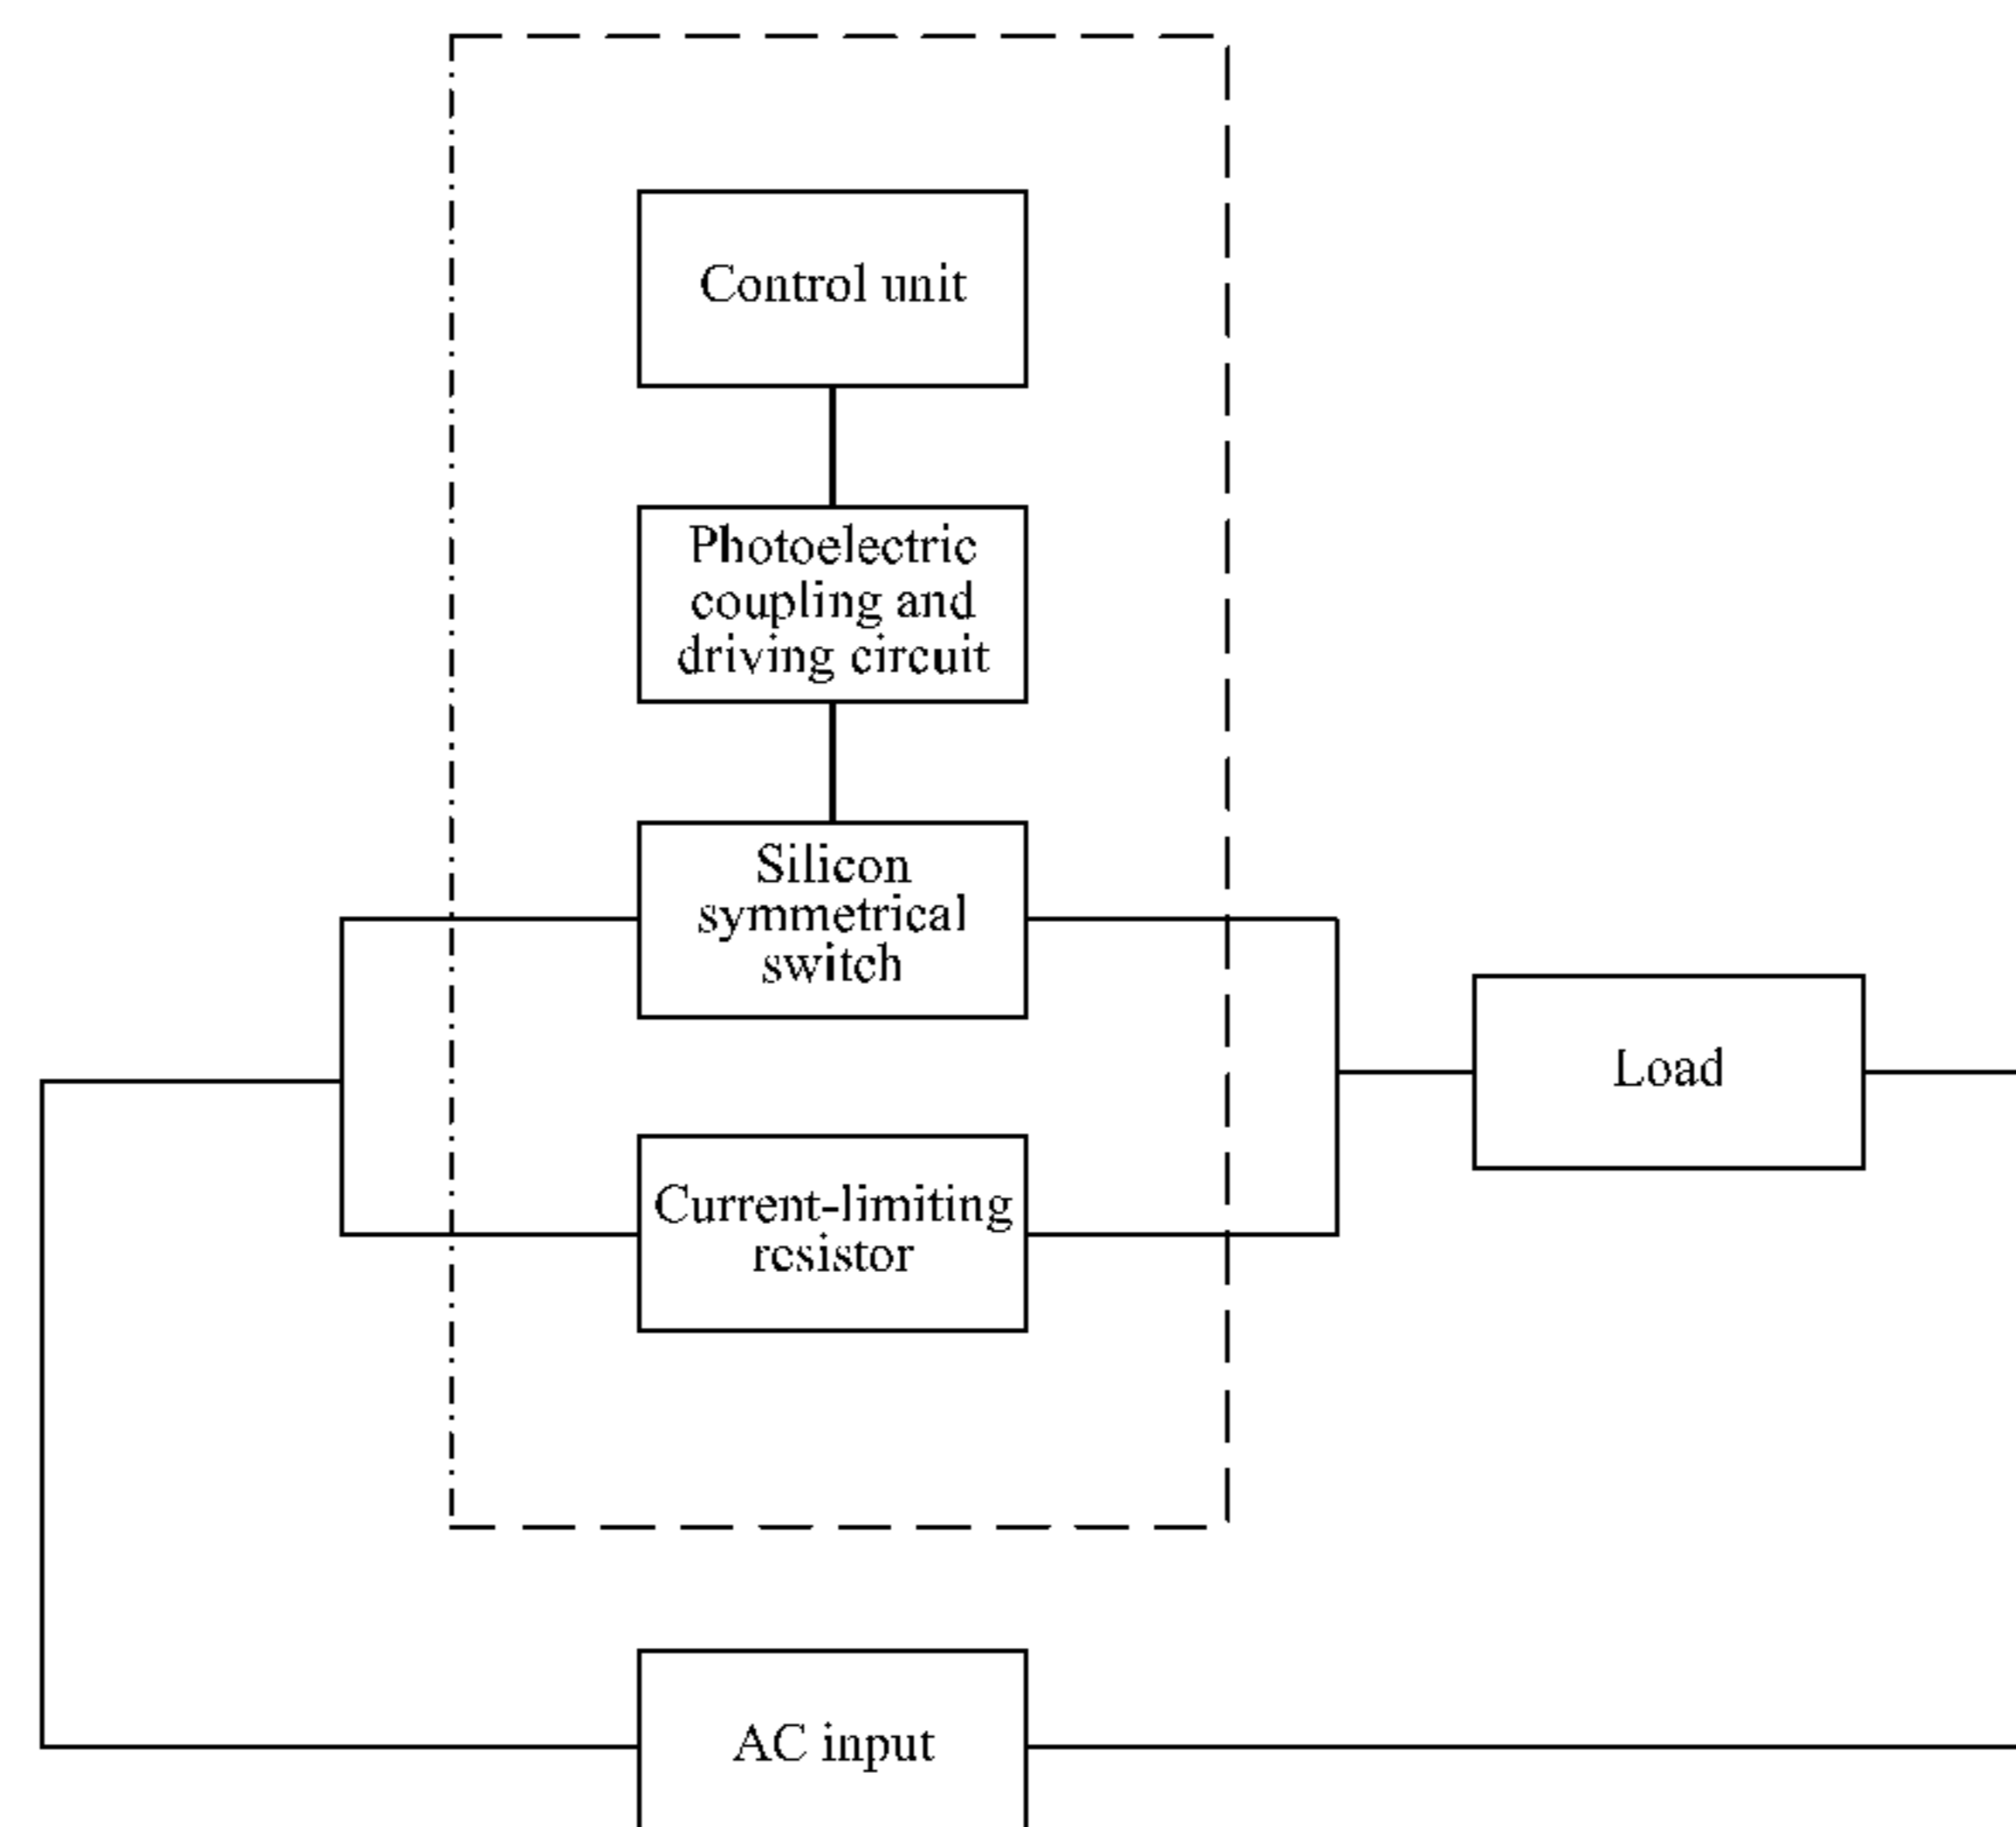 Control unit
Photoelectric
coupling and
driving circuit
Silicon
symmetrical
switch
Load
Current-limiting
resistor
AC input